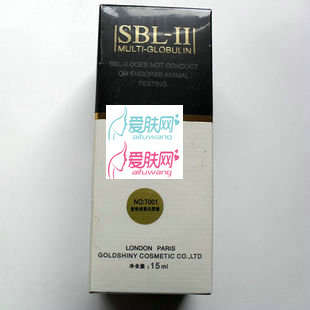 SBL-II
MULTI-GLOBULIN
SBL-II DOES NOT CONDUCT
OR ENDORSE ANIMAL
TESTING
爱肤网
aifuwang
爱肤网
aifuwang
NO:T001
LONDON PARIS
GOLDSHINY COSMETIC CO.,LTD
净含量:15ml